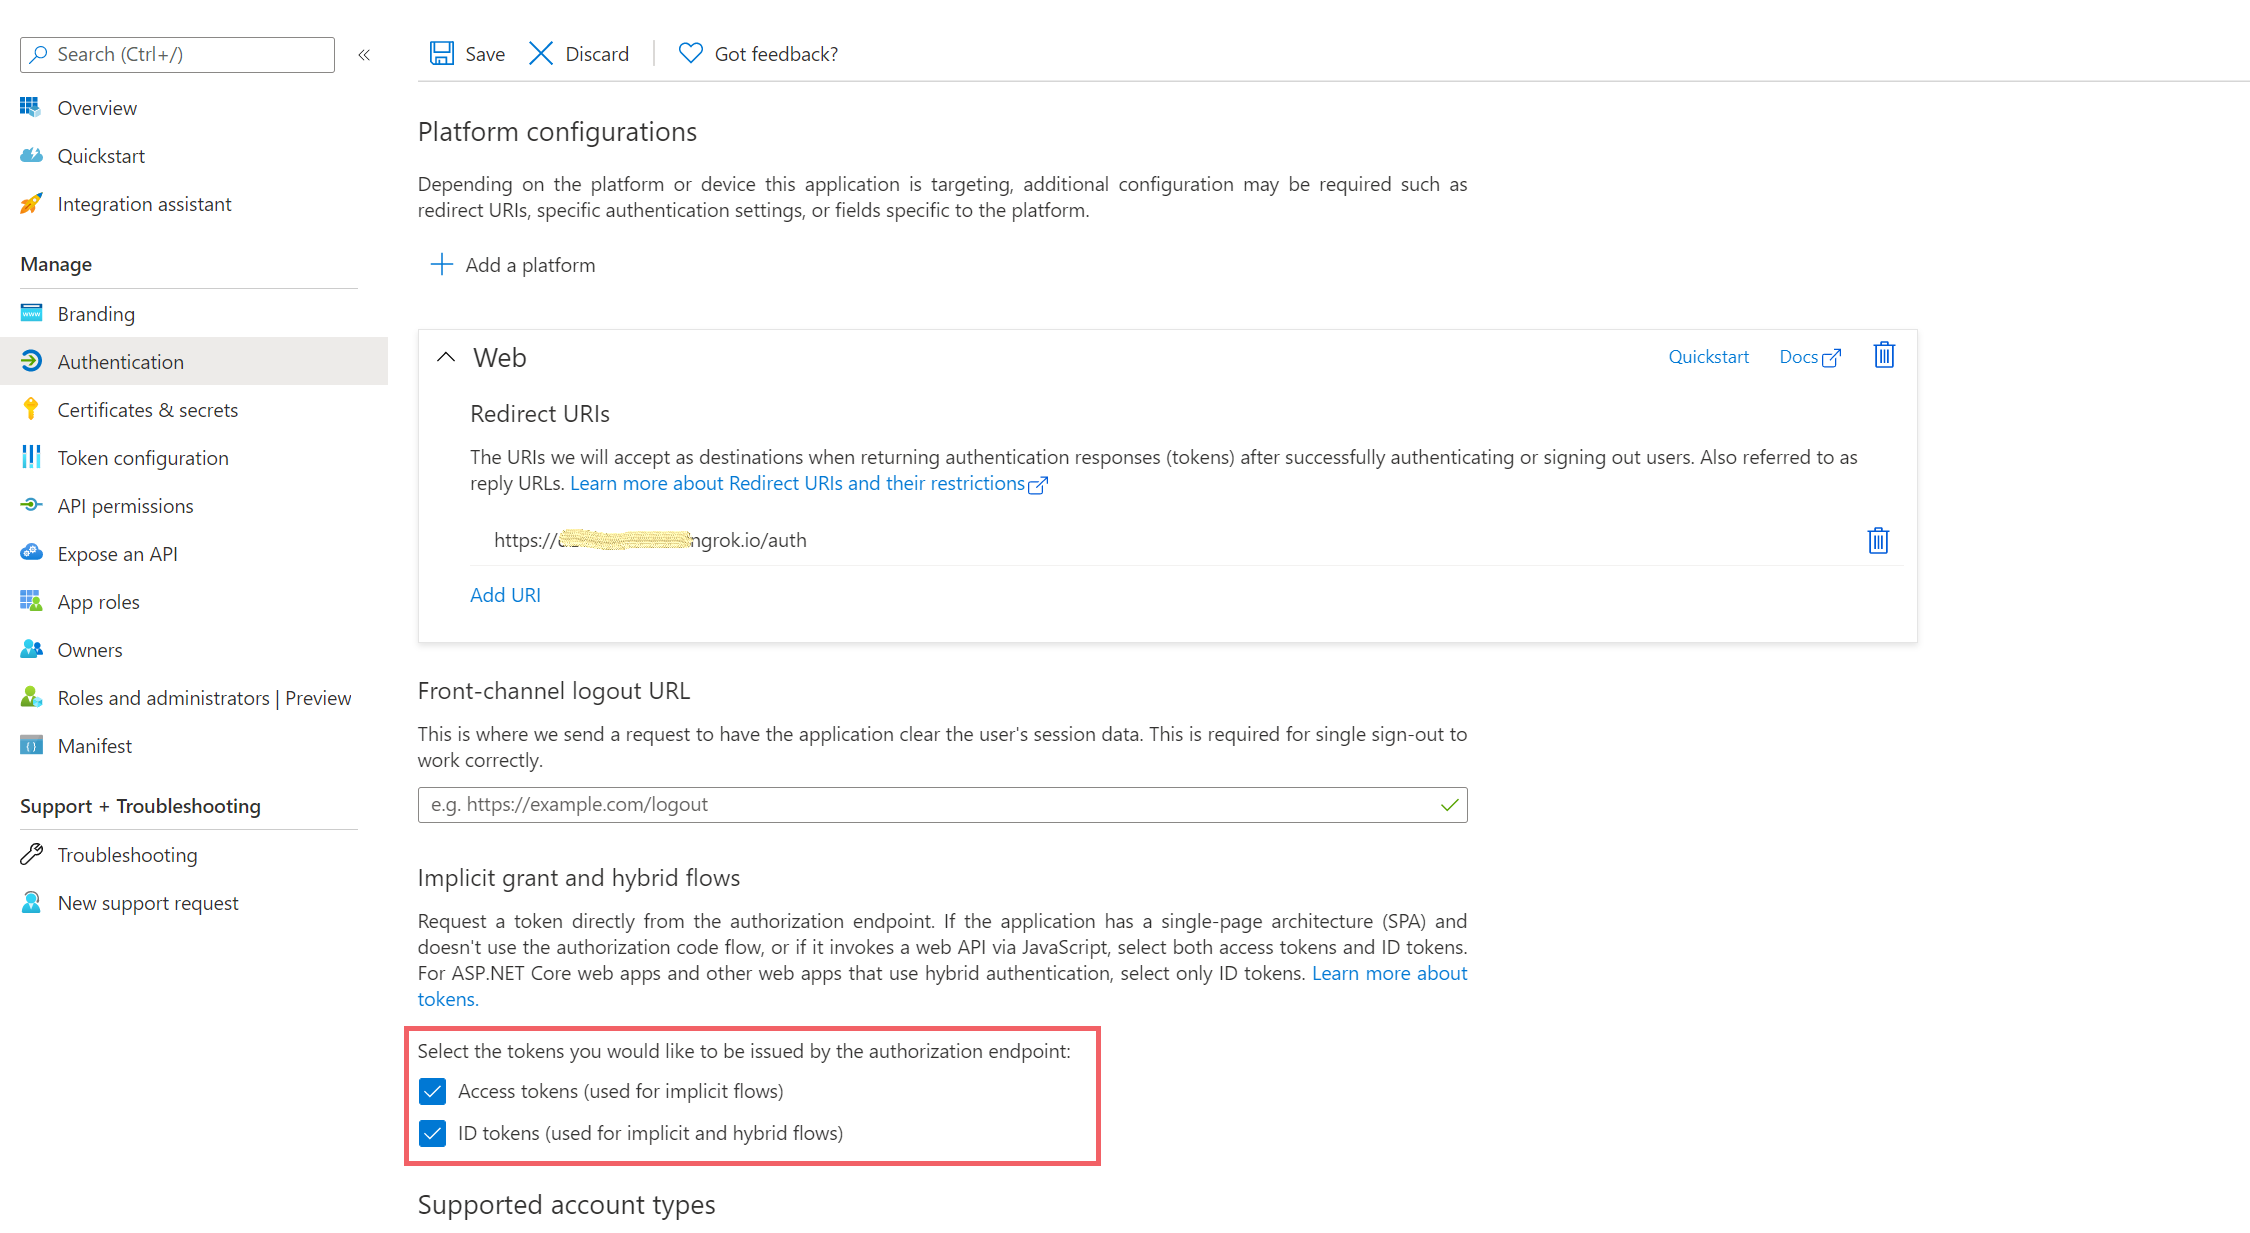 Search (Ctrl+/)
«
Overview
Quickstart
Integration assistant
Manage
Branding
Authentication
Certificates & secrets
Token configuration
API permissions
Expose an API
App roles
Owners
Roles and administrators | Preview
Manifest
Support + Troubleshooting
Troubleshooting
New support request
Save Discard Got feedback?
Platform configurations
Depending on the platform or device this application is targeting, additional configuration may be required such as
redirect URIs, specific authentication settings, or fields specific to the platform.
Add a platform
Web Quickstart Docs
Redirect URIs
The URIs we will accept as destinations when returning authentication responses (tokens) after successfully authenticating or signing out users. Also referred to as
reply URLs. Learn more about Redirect URIs and their restrictions
https:// ngrok.io/auth
Add URI
Front-channel logout URL
This is where we send a request to have the application clear the user's session data. This is required for single sign-out to
work correctly.
e.g. https://example.com/logout
Implicit grant and hybrid flows
Request a token directly from the authorization endpoint. If the application has a single-page architecture (SPA) and
doesn't use the authorization code flow, or if it invokes a web API via JavaScript, select both access tokens and ID tokens.
For ASP.NET Core web apps and other web apps that use hybrid authentication, select only ID tokens. Learn more about
tokens.
Select the tokens you would like to be issued by the authorization endpoint:
Access tokens (used for implicit flows)
ID tokens (used for implicit and hybrid flows)
Supported account types